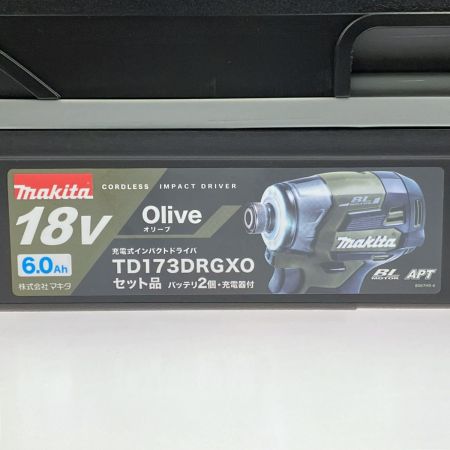 makita
CORDLESS IMPACT DRIVER
18V
Olive
オリーブ
6.0Ah
充電式インパクトドライバ
TD173DRGXO
セット品 バッテリ2個・充電器付
株式会社マキタ
BL MOTOR
makita
BL MOTOR
APT